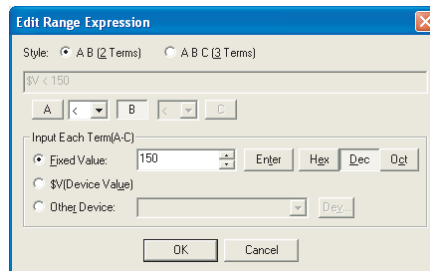 Edit Range Expression
Style: A B (2 Terms) A B C (3 Terms)
$V < 150
A < B < C
Input Each Term(A-C)
Fixed Value: 150 Enter Hex Dec Oct
$V(Device Value)
Other Device: Dev...
OK Cancel